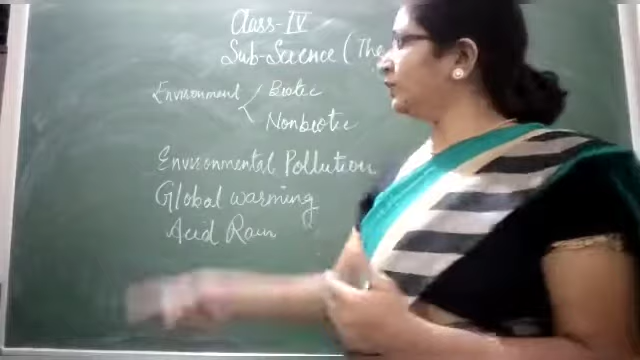 Class-IV
Sub-Science (The
Environment < Biotic
Nonbiotic
Environmental Pollution
Global warming
Acid Rain